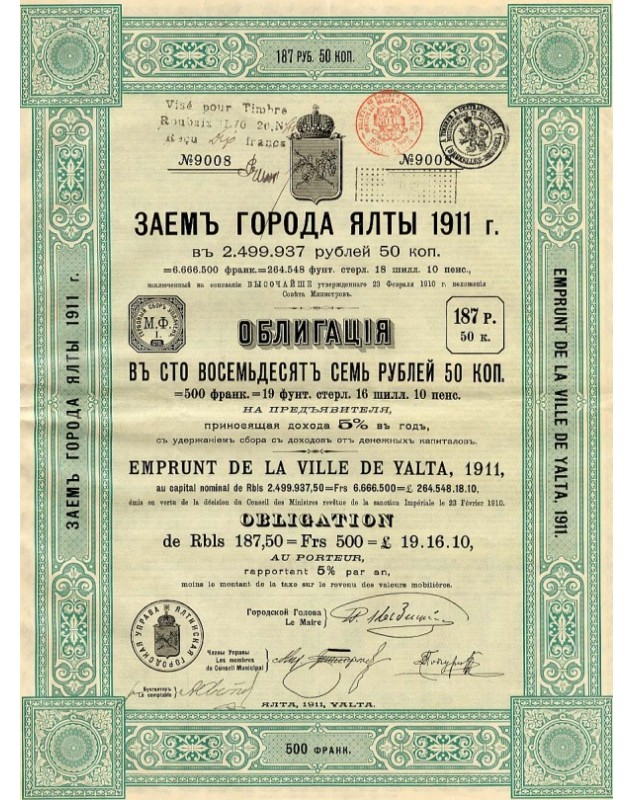 187 РУБ. 50 КОП.
Visé pour Timbre
Roubaix
Reçu francs
№9008
№9008
ЗАЕМЪ ГОРОДА ЯЛТЫ 1911 г.
въ 2.499.937 рублей 50 коп.
=6.666.500 франк.=264.548 фунт. стерл. 18 шилл. 10 пенс.,
заключенный на основаніи ВЫСОЧАЙШЕ утвержденнаго 23 Февраля 1910 г. положенія
Совѣта Министровъ.
М.Ф.
1.
ОБЛИГАЦІЯ
187 Р.
50 К.
ВЪ СТО ВОСЕМЬДЕСЯТЪ СЕМЬ РУБЛЕЙ 50 КОП.
=500 франк.=19 фунт. стерл. 16 шилл. 10 пенс.
НА ПРЕДЪЯВИТЕЛЯ,
приносящая дохода 5% въ годъ,
съ удержаніемъ сбора съ доходовъ отъ денежныхъ капиталовъ.
EMPRUNT DE LA VILLE DE YALTA, 1911,
au capital nominal de Rbls 2.499.937,50=Frs 6.666.500=£ 264.548.18.10,
émis en vertu de la décision du Conseil des Ministres revêtue de la sanction Impériale le 23 Février 1910.
OBLIGATION
de Rbls 187,50=Frs 500=£ 19.16.10,
AU PORTEUR,
rapportent 5% par an,
moins le montant de la taxe sur le revenu des valeurs mobilières.
ЯЛТИНСКАЯ ГОРОДСКАЯ УПРАВА
Городской Голова
Le Maire
Члены Управы
Les membres
du Conseil Municipal
Бухгалтеръ
Le comptable
ЯЛТА, 1911, YALTA.
500 ФРАНК.
ЗАЕМЪ ГОРОДА ЯЛТЫ 1911 г.
EMPRUNT DE LA VILLE DE YALTA, 1911.